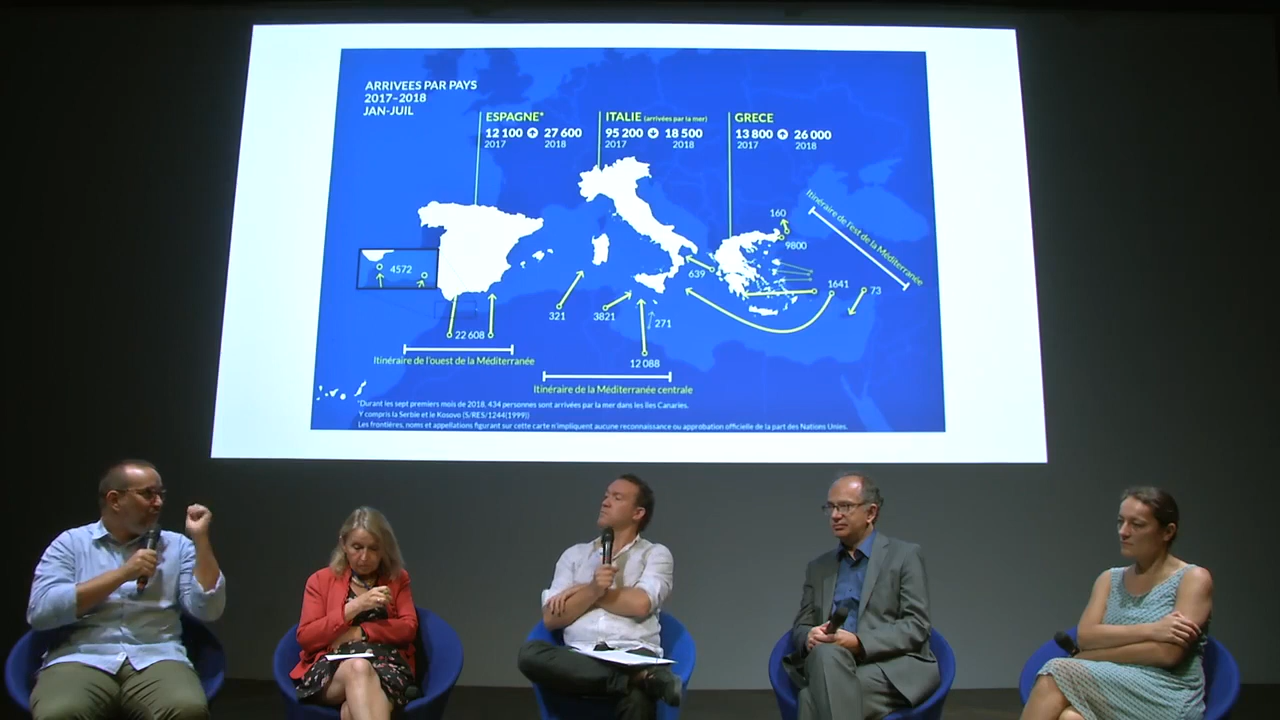 ARRIVEES PAR PAYS
2017–2018
JAN-JUIL
ESPAGNE*
12 100 27 600
2017 2018
ITALIE (arrivées par la mer)
95 200 18 500
2017 2018
GRECE
13 800 26 000
2017 2018
Itinéraire de l'est de la Méditerranée
160
9800
4572
639
1641
73
321
3821
271
22 608
12 088
Itinéraire de l'ouest de la Méditerranée
Itinéraire de la Méditerranée centrale
*Durant les sept premiers mois de 2018, 434 personnes sont arrivées par la mer dans les îles Canaries.
Y compris la Serbie et le Kosovo (S/RES/1244(1999))
Les frontières, noms et appellations figurant sur cette carte n'impliquent aucune reconnaissance ou approbation officielle de la part des Nations Unies.